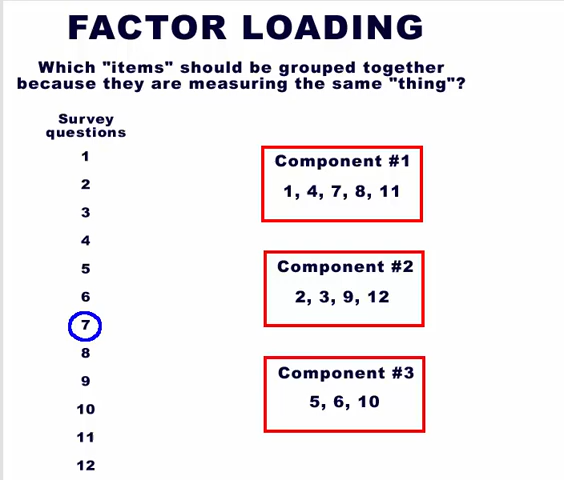 FACTOR LOADING
Which "items" should be grouped together
because they are measuring the same "thing"?
Survey
questions
1
2
3
4
5
6
7
8
9
10
11
12
Component #1
1, 4, 7, 8, 11
Component #2
2, 3, 9, 12
Component #3
5, 6, 10